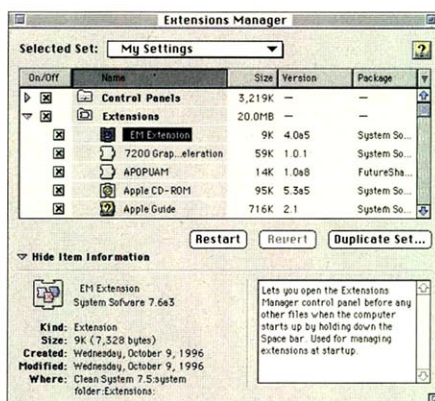 Extensions Manager
Selected Set: My Settings
On/Off Name Size Version Package
Control Panels 3,219K — —
Extensions 20.0MB — —
EM Extension 9K 4.0a5 System So...
7200 Grap...eleration 59K 1.0.1 System So...
APOPUAM 14K 1.0a8 FutureSha...
Apple CD-ROM 95K 5.3a5 System So...
Apple Guide 716K 2.1 System So...
Restart Revert Duplicate Set...
Hide Item Information
EM Extension
System Sofware 7.6a3
Kind: Extension
Size: 9K (7,328 bytes)
Created: Wednesday, October 9, 1996
Modified: Wednesday, October 9, 1996
Where: Clean System 7.5:system
folder:Extensions:
Lets you open the Extensions
Manager control panel before any
other files when the computer
starts up by holding down the
Space bar. Used for managing
extensions at startup.